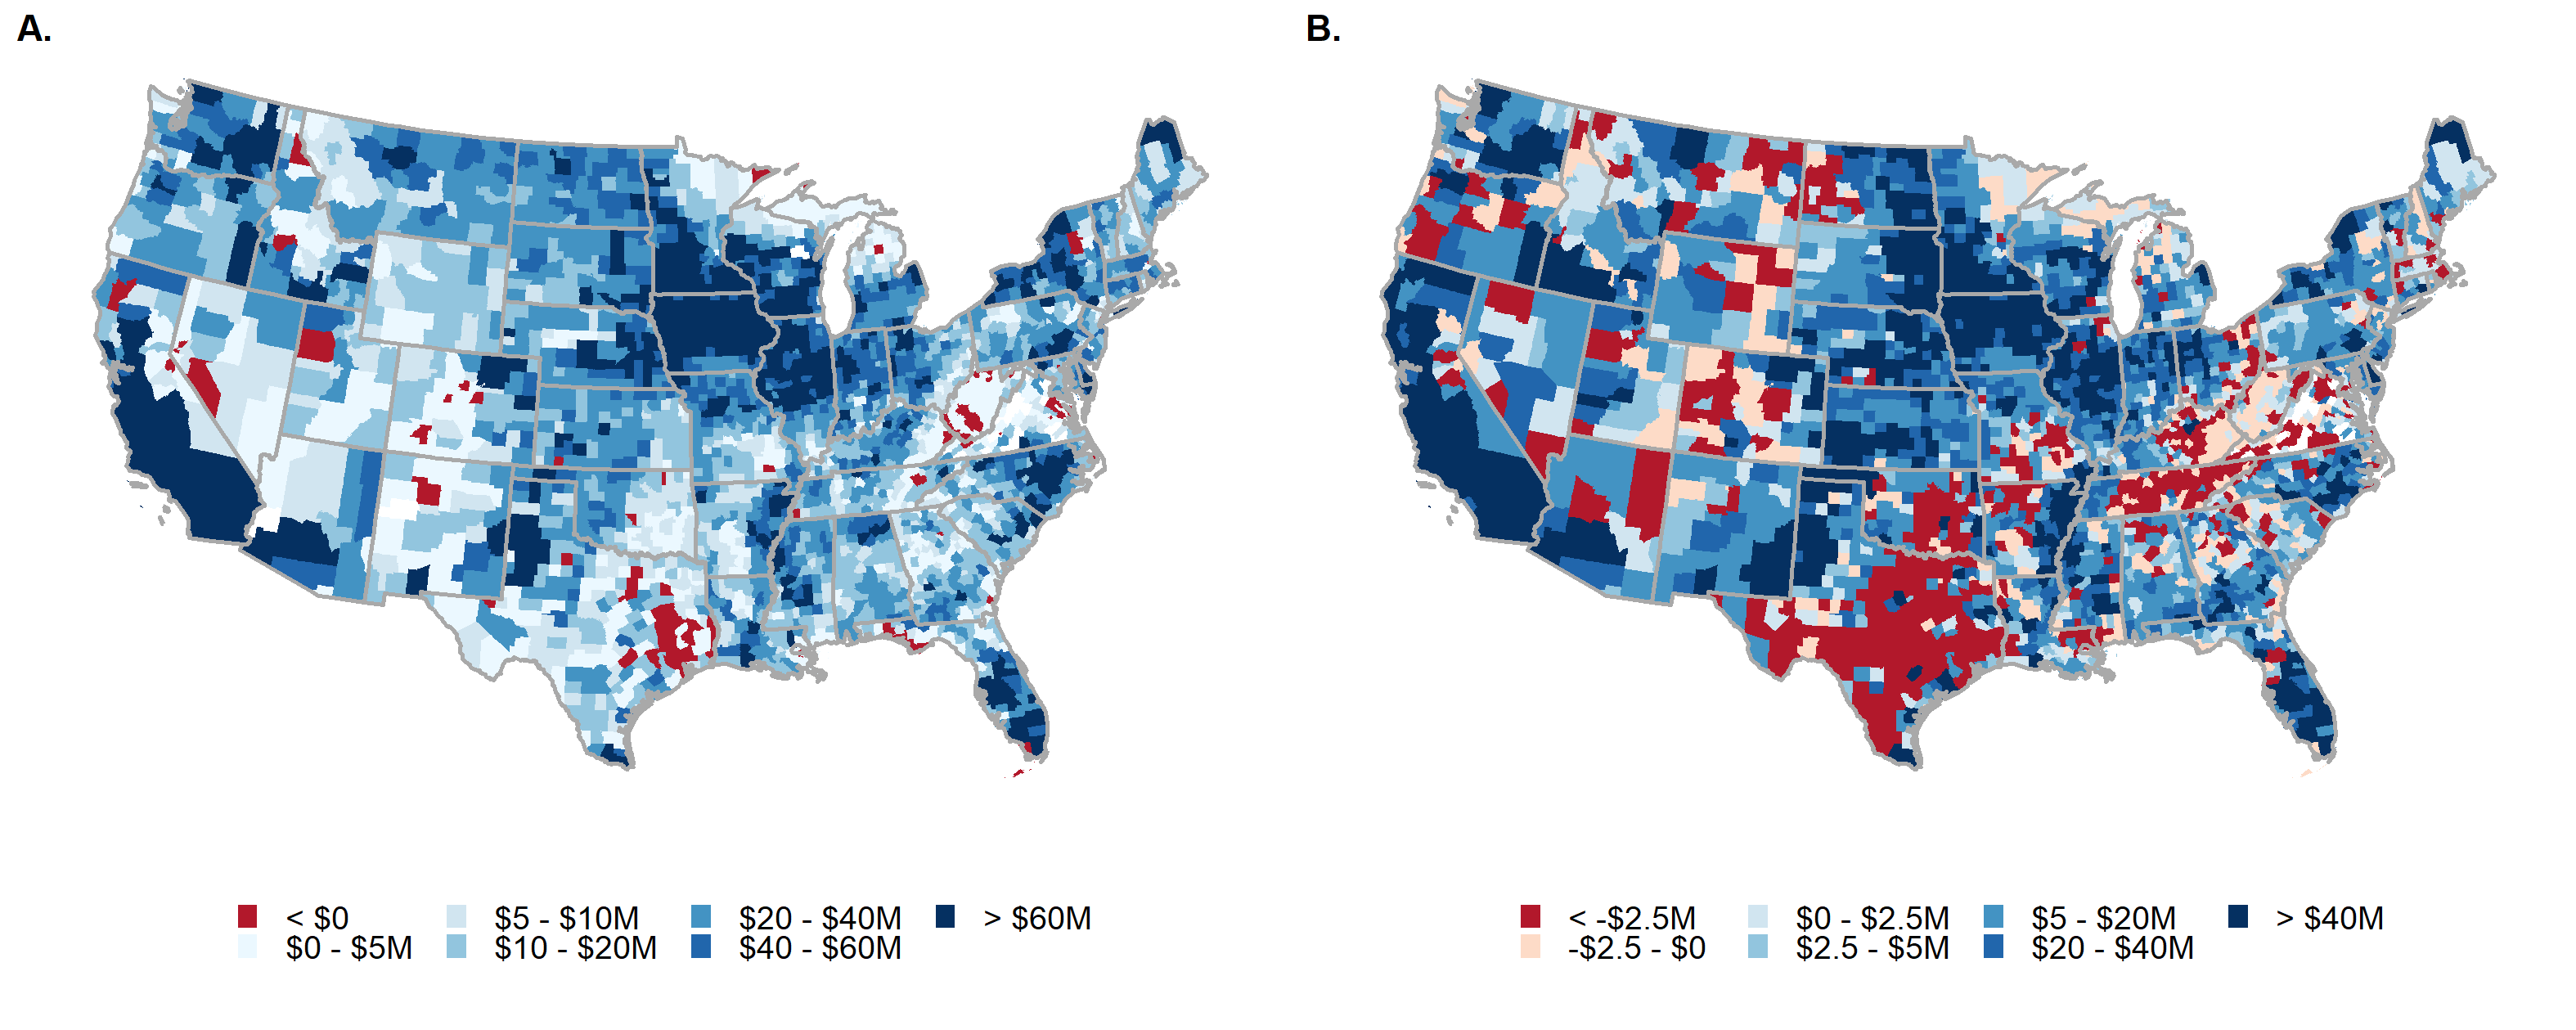 A.
B.
< $0
$5 - $10M
$20 - $40M
> $60M
$0 - $5M
$10 - $20M
$40 - $60M
< -$2.5M
$0 - $2.5M
$5 - $20M
> $40M
-$2.5 - $0
$2.5 - $5M
$20 - $40M